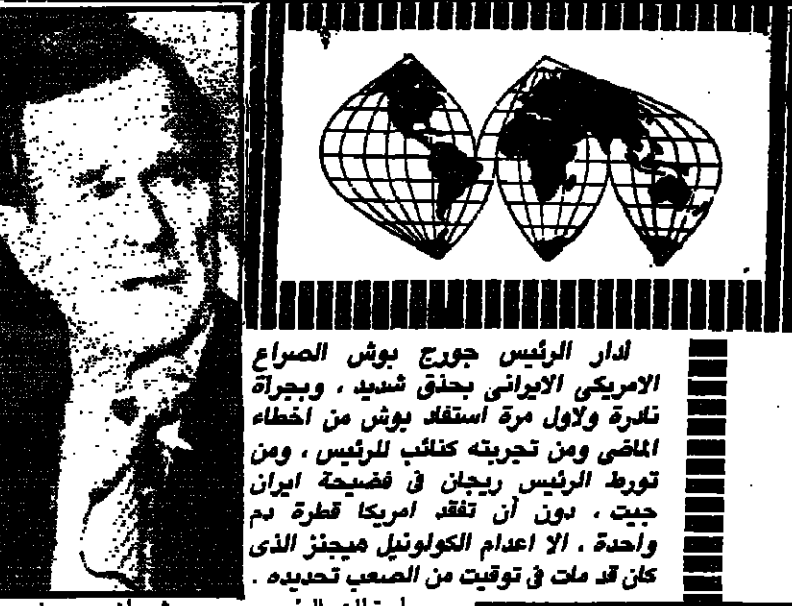 أدار الرئيس جورج بوش الصراع
الامريكى الايرانى بحذق شديد ، وبجرأة
نادرة ولاول مرة استفاد بوش من اخطاء
الماضى ومن تجربته كنائب للرئيس ، ومن
تورط الرئيس ريجان فى فضيحة ايران
جيت ، دون أن تفقد امريكا قطرة دم
واحدة ، الا اعدام الكولونيل هيجنز الذى
كان قد مات فى توقيت من الصعب تحديده .